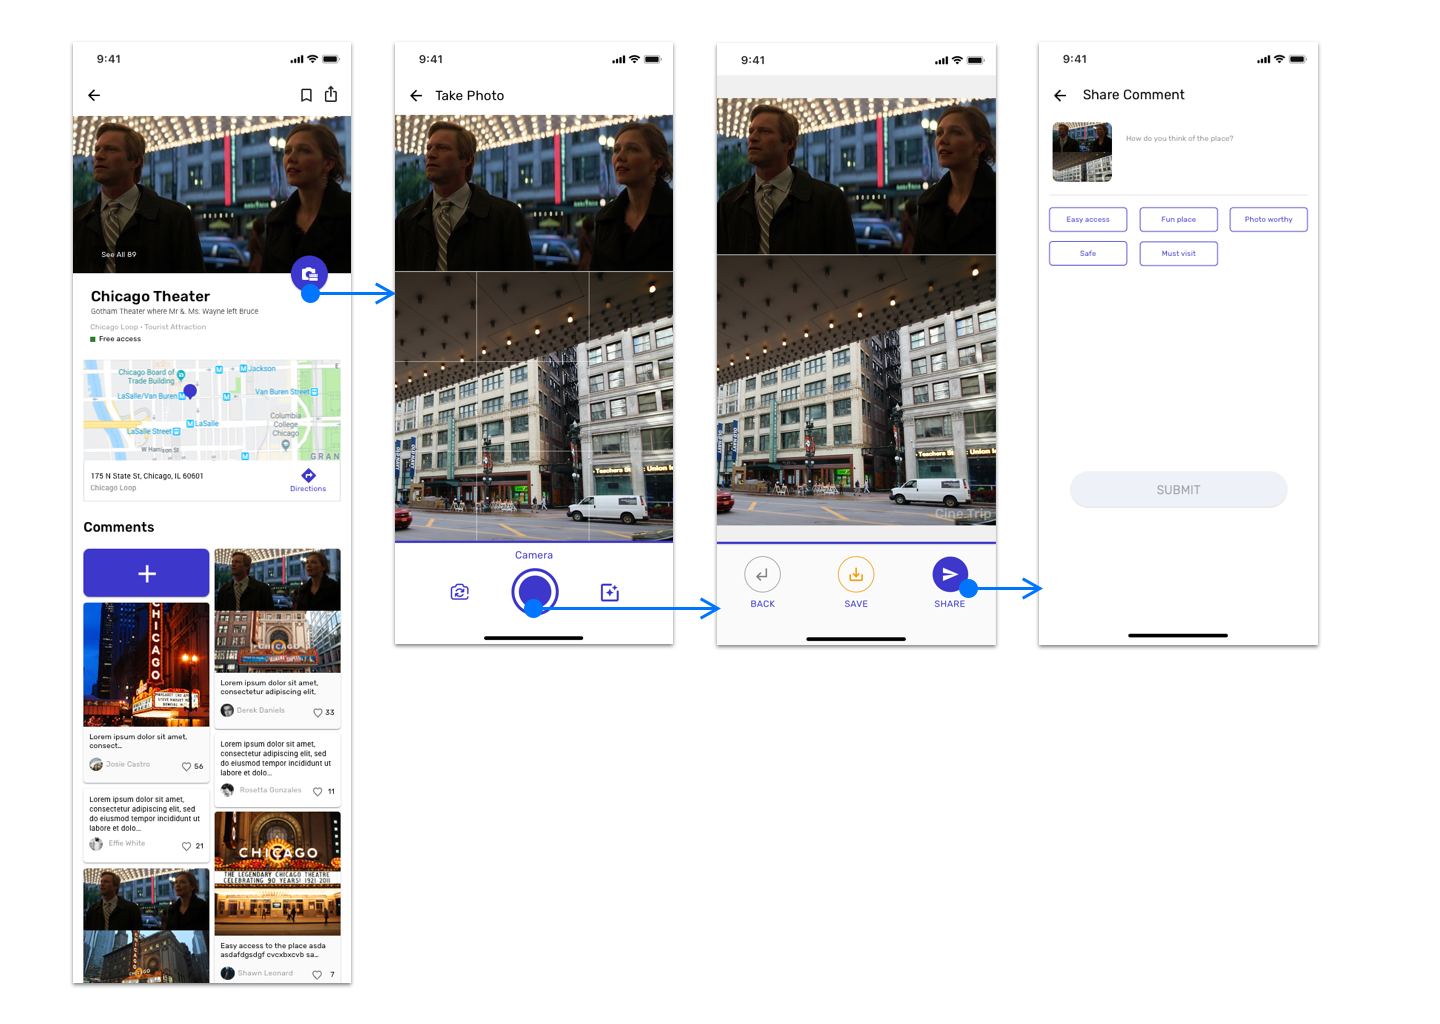 9:41
See All 89
Chicago Theater
Gotham Theater where Mr & Ms. Wayne left Bruce
Chicago Loop • Tourist Attraction
Free access
Chicago Board of
Trade Building
Jackson
LaSalle/Van Buren
Van Buren Street
LaSalle
LaSalle Street
Columbia
College
Chicago
W Harrison St
GRAN
175 N State St, Chicago, IL 60601
Chicago Loop
Directions
Comments
CHICAGO
Lorem ipsum dolor sit amet,
consect...
Josie Castro
56
Lorem ipsum dolor sit amet,
consectetur adipiscing elit, sed
do eiusmod tempor incididunt ut
labore et dolo...
Effie White
21
CHICAGO
CHICAGO
Lorem ipsum dolor sit amet,
consectetur adipiscing elit,
Derek Daniels
33
Lorem ipsum dolor sit amet,
consectetur adipiscing elit, sed
do eiusmod tempor incididunt ut
labore et dolo...
Rosetta Gonzales
11
CHICAGO
THE LEGENDARY CHICAGO THEATRE
CELEBRATING 90 YEARS! 1921-2011
Easy access to the place asda
asdafdgsdgf cvcxbxcvb sa...
Shawn Leonard
7
9:41
Take Photo
Teachers
Union
Camera
9:41
Teachers
Union
Cine.Trip
BACK
SAVE
SHARE
9:41
Share Comment
How do you think of the place?
Easy access
Fun place
Photo worthy
Safe
Must visit
SUBMIT